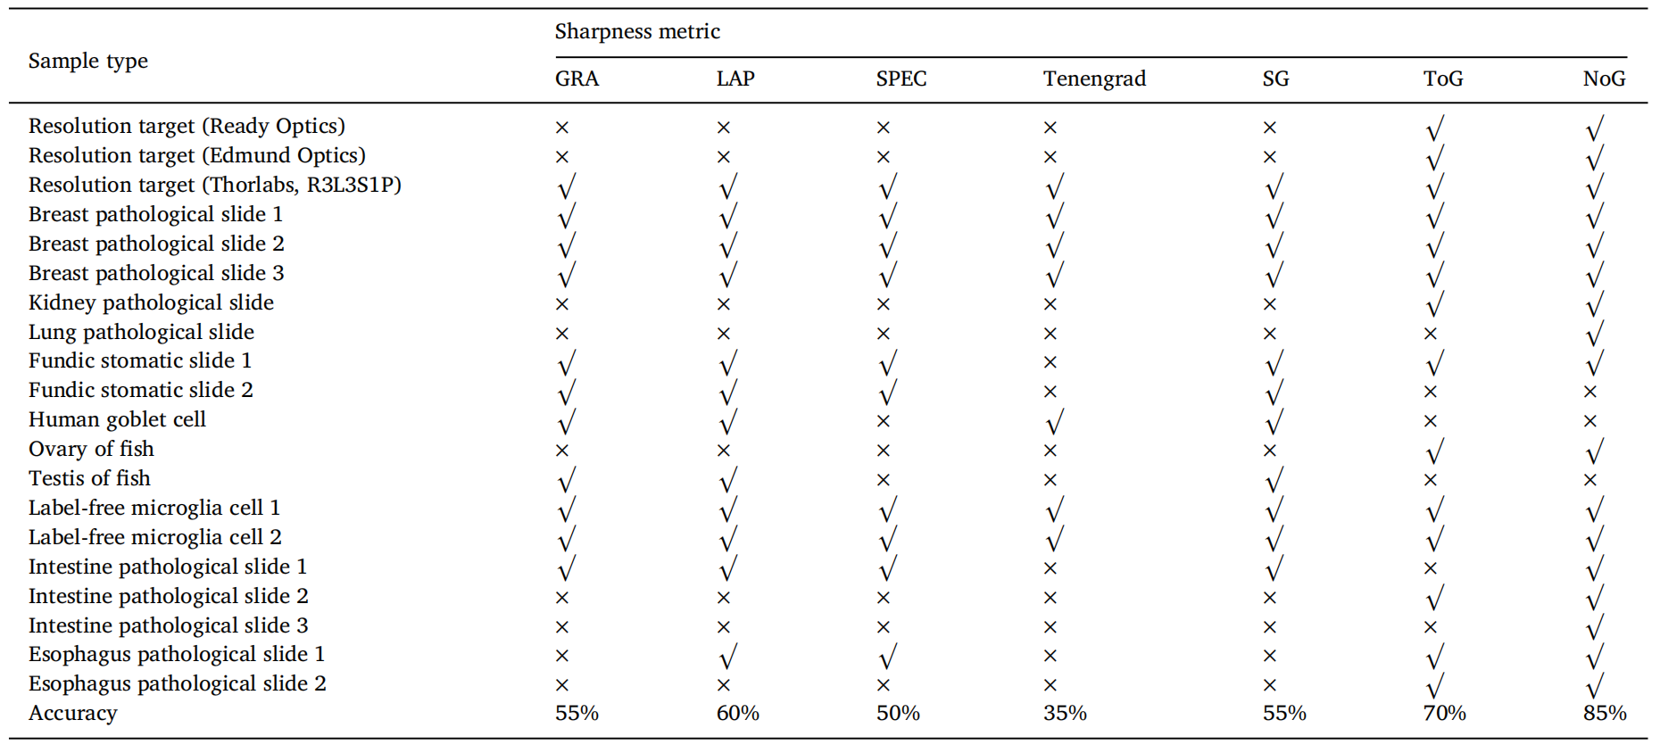 Sharpness metric
Sample type
GRA LAP SPEC Tenengrad SG ToG NoG
Resolution target (Ready Optics) × × × × × √ √
Resolution target (Edmund Optics) × × × × × √ √
Resolution target (Thorlabs, R3L3S1P) √ √ √ √ √ √ √
Breast pathological slide 1 √ √ √ √ √ √ √
Breast pathological slide 2 √ √ √ √ √ √ √
Breast pathological slide 3 √ √ √ √ √ √ √
Kidney pathological slide × × × × × √ √
Lung pathological slide × × × × × × √
Fundic stomatic slide 1 √ √ √ × √ √ √
Fundic stomatic slide 2 √ √ √ × √ × ×
Human goblet cell √ √ × √ √ × ×
Ovary of fish × × × × × √ √
Testis of fish √ √ × × √ × ×
Label-free microglia cell 1 √ √ √ √ √ √ √
Label-free microglia cell 2 √ √ √ √ √ √ √
Intestine pathological slide 1 √ √ √ × √ × √
Intestine pathological slide 2 × × × × × √ √
Intestine pathological slide 3 × × × × × × √
Esophagus pathological slide 1 × √ √ × × √ √
Esophagus pathological slide 2 × × × × × √ √
Accuracy 55% 60% 50% 35% 55% 70% 85%